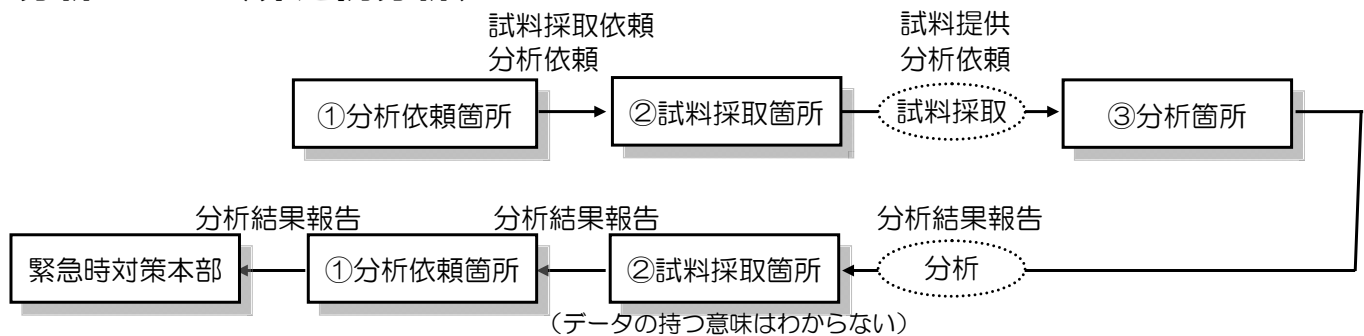 試料採取依頼
分析依頼
試料提供
分析依頼
①分析依頼箇所
②試料採取箇所
試料採取
③分析箇所
分析結果報告
分析結果報告
分析結果報告
緊急時対策本部
①分析依頼箇所
②試料採取箇所
分析
（データの持つ意味はわからない）